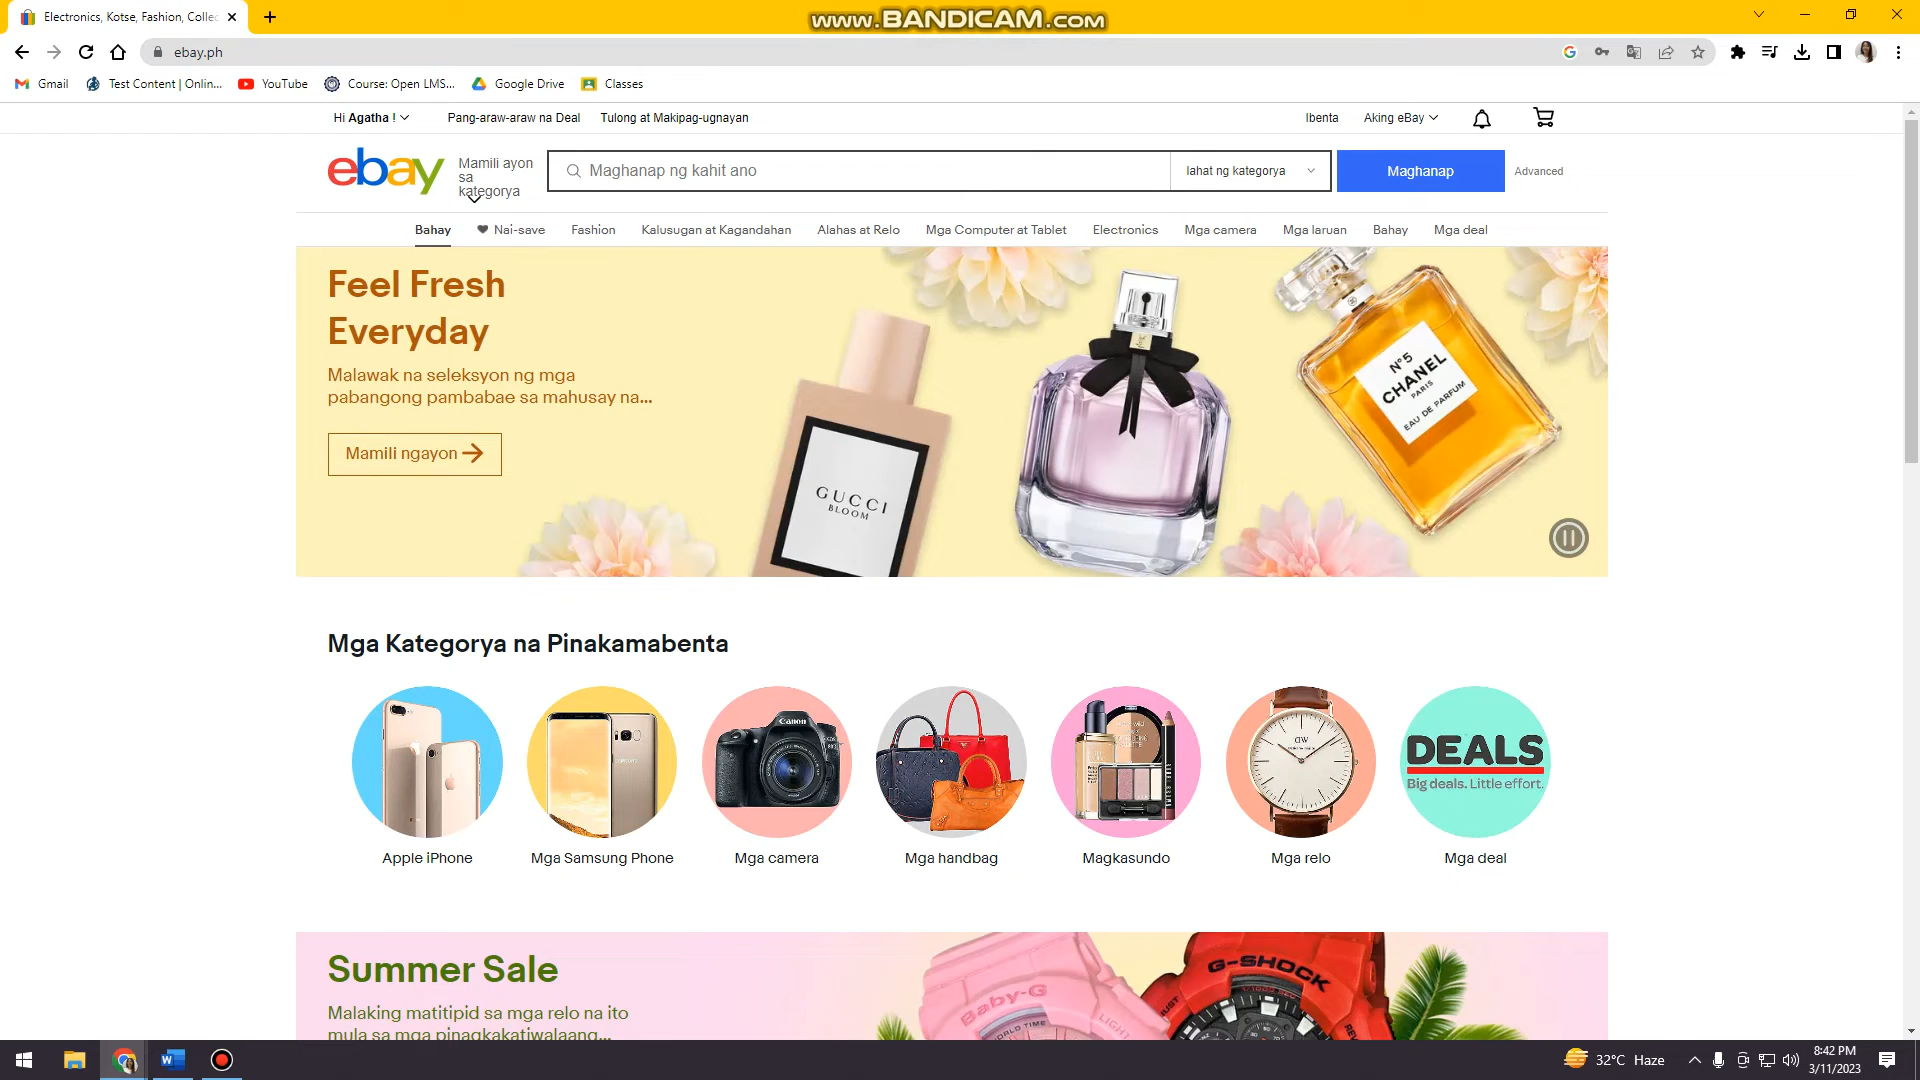 Electronics, Kotse, Fashion, Collec
www.BANDICAM.com
ebay.ph
Gmail
Test Content | Onlin...
YouTube
Course: Open LMS...
Google Drive
Classes
Hi Agatha !
Pang-araw-araw na Deal
Tulong at Makipag-ugnayan
Ibenta
Aking eBay
ebay
Mamili ayon
sa
kategorya
Maghanap ng kahit ano
lahat ng kategorya
Maghanap
Advanced
Bahay
Nai-save
Fashion
Kalusugan at Kagandahan
Alahas at Relo
Mga Computer at Tablet
Electronics
Mga camera
Mga laruan
Bahay
Mga deal
Feel Fresh
Everyday
Malawak na seleksyon ng mga
pabangong pambabae sa mahusay na...
Mamili ngayon
GUCCI
BLOOM
N°5
CHANEL
PARIS
EAU DE PARFUM
Mga Kategorya na Pinakamabenta
Canon
SAMSUNG
DW
DEALS
Big deals. Little effort.
Apple iPhone
Mga Samsung Phone
Mga camera
Mga handbag
Magkasundo
Mga relo
Mga deal
Summer Sale
Malaking matitipid sa mga relo na ito
mula sa mga pinagkakatiwalaang...
Baby-G
WORLD TIME
LIGHT
G-SHOCK
32°C Haze
8:42 PM
3/11/2023